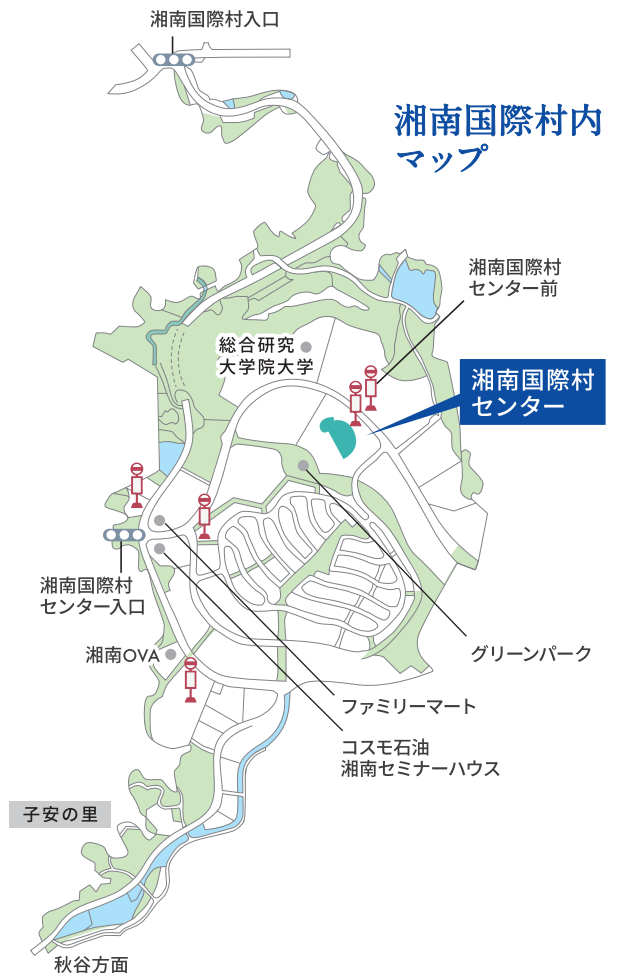 湘南国際村入口
湘南国際村内
マップ
湘南国際村
センター前
総合研究
大学院大学
湘南国際村
センター
湘南国際村
センター入口
グリーンパーク
湘南OVA
ファミリーマート
コスモ石油
湘南セミナーハウス
子安の里
秋谷方面